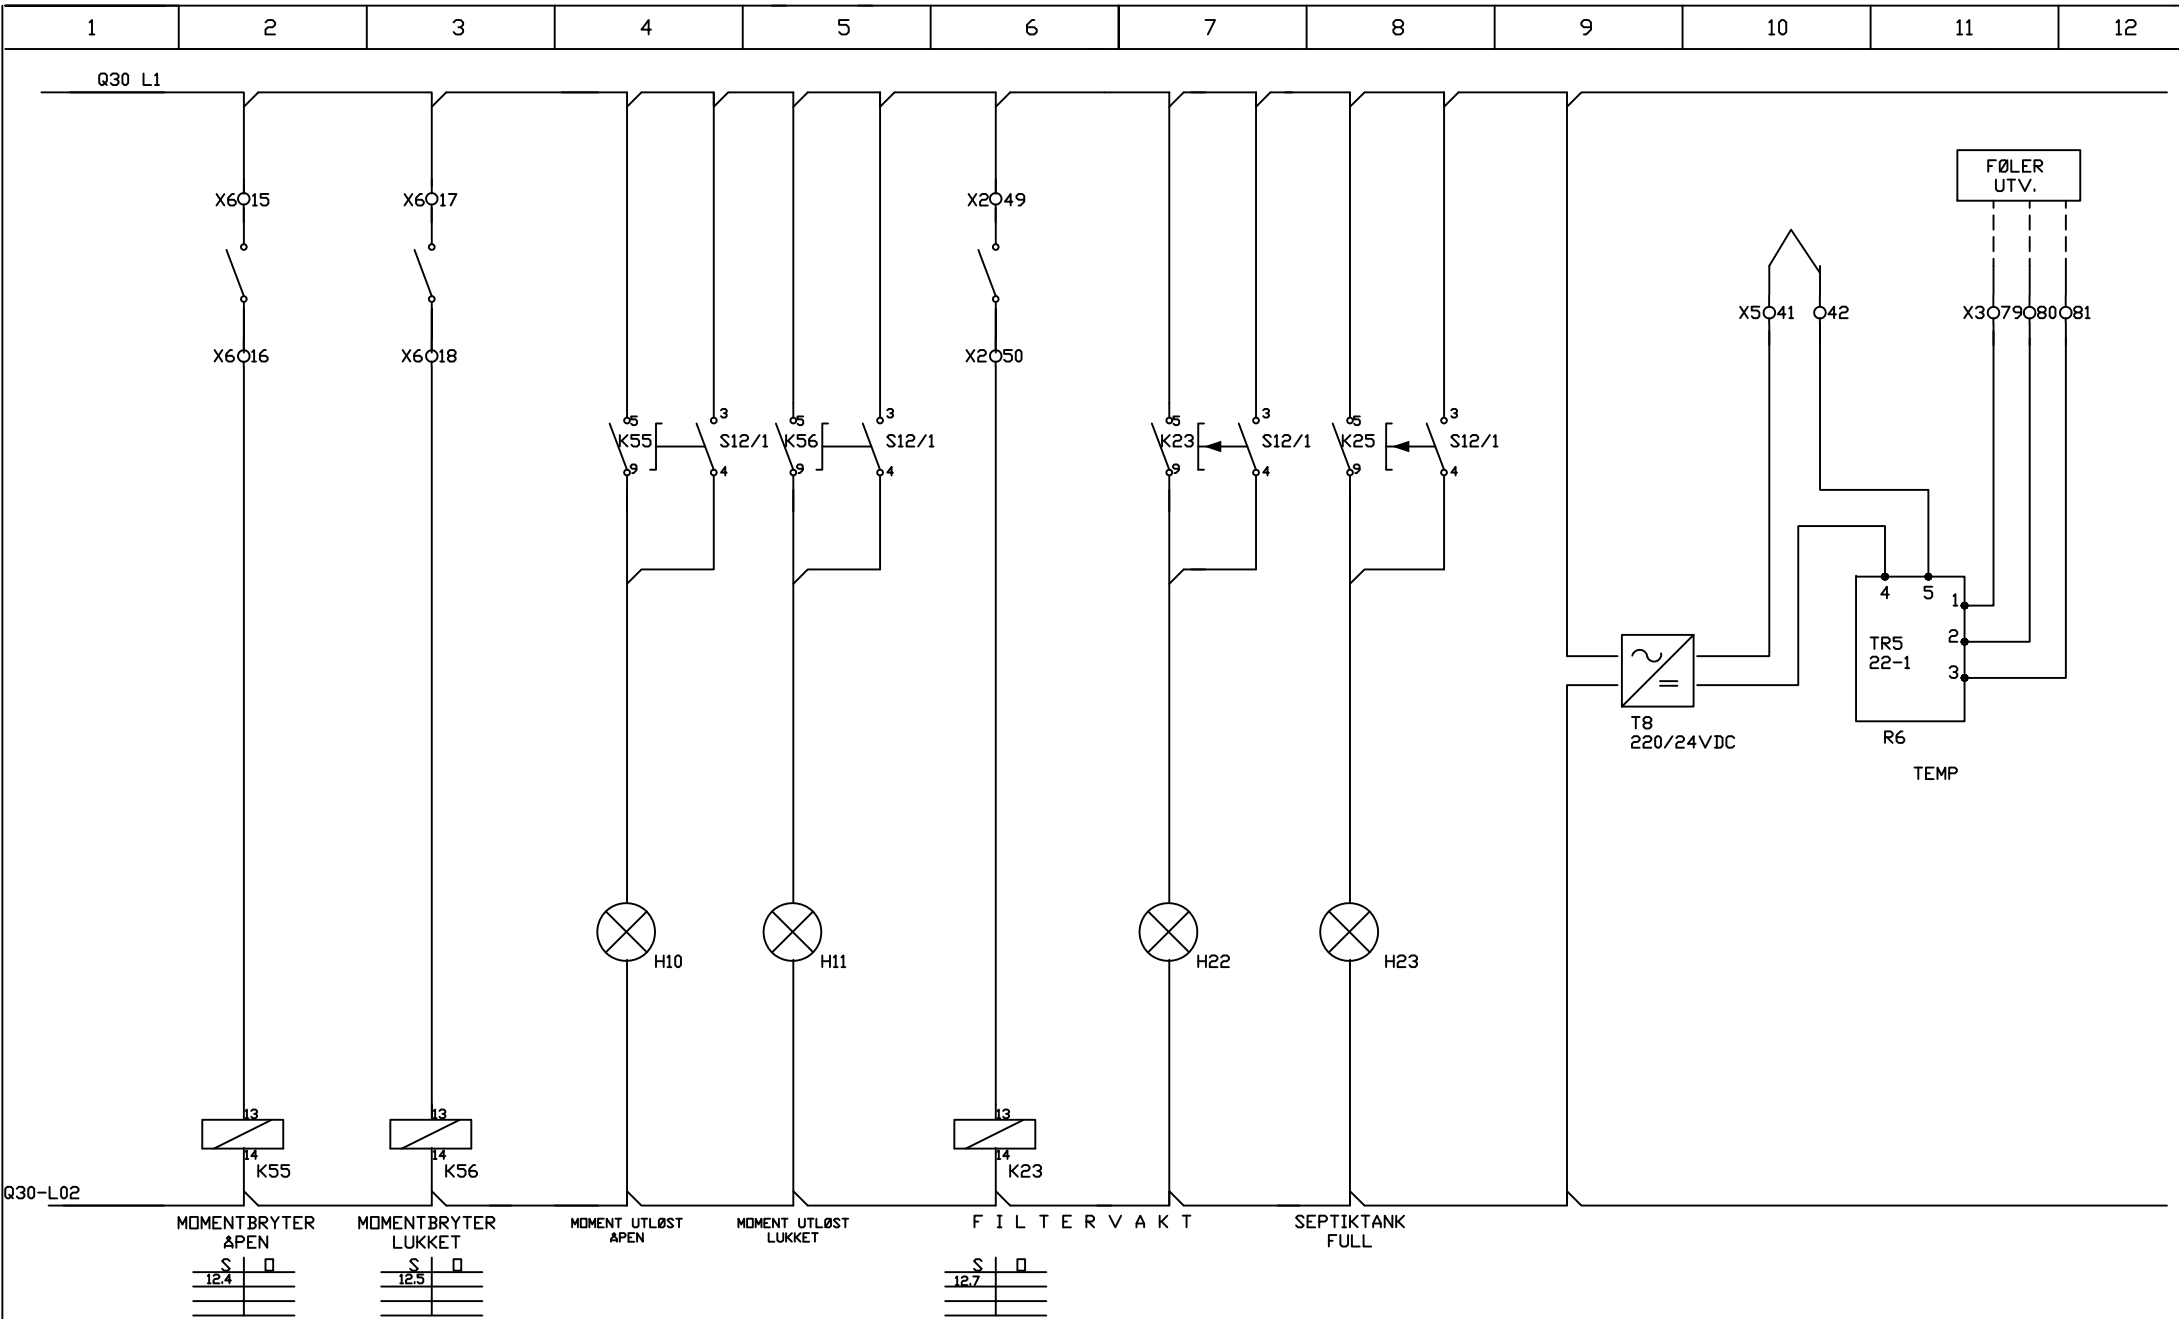 1 2 3 4 5 6 7 8 9 10 11 12
Q30 L1
FØLER
UTV.
X6 15
X6 17
X2 49
X5 41 42
X3 79 80 81
X6 16
X6 18
X2 50
5 3 5 3 5 3 5 3
K55 S12/1 K56 S12/1 K23 S12/1 K25 S12/1
9 4 9 4 9 4 9 4
4 5
1
TR5
22-1
2
3
T8
220/24VDC
R6
TEMP
H10 H11 H22 H23
13 13 13
14 14 14
K55 K56 K23
Q30-L02
MOMENTBRYTER
ÅPEN
MOMENTBRYTER
LUKKET
MOMENT UTLØST
ÅPEN
MOMENT UTLØST
LUKKET
F I L T E R V A K T
SEPTIKTANK
FULL
S O
12.4
S O
12.5
S O
12.7